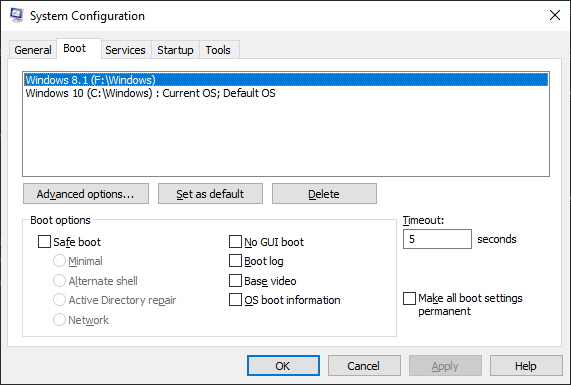 System Configuration
General Boot Services Startup Tools
Windows 8.1 (F:\Windows)
Windows 10 (C:\Windows) : Current OS; Default OS
Advanced options... Set as default Delete
Boot options Timeout:
Safe boot No GUI boot 5 seconds
Minimal Boot log
Alternate shell Base video
Active Directory repair OS boot information Make all boot settings
permanent
Network
OK Cancel Apply Help